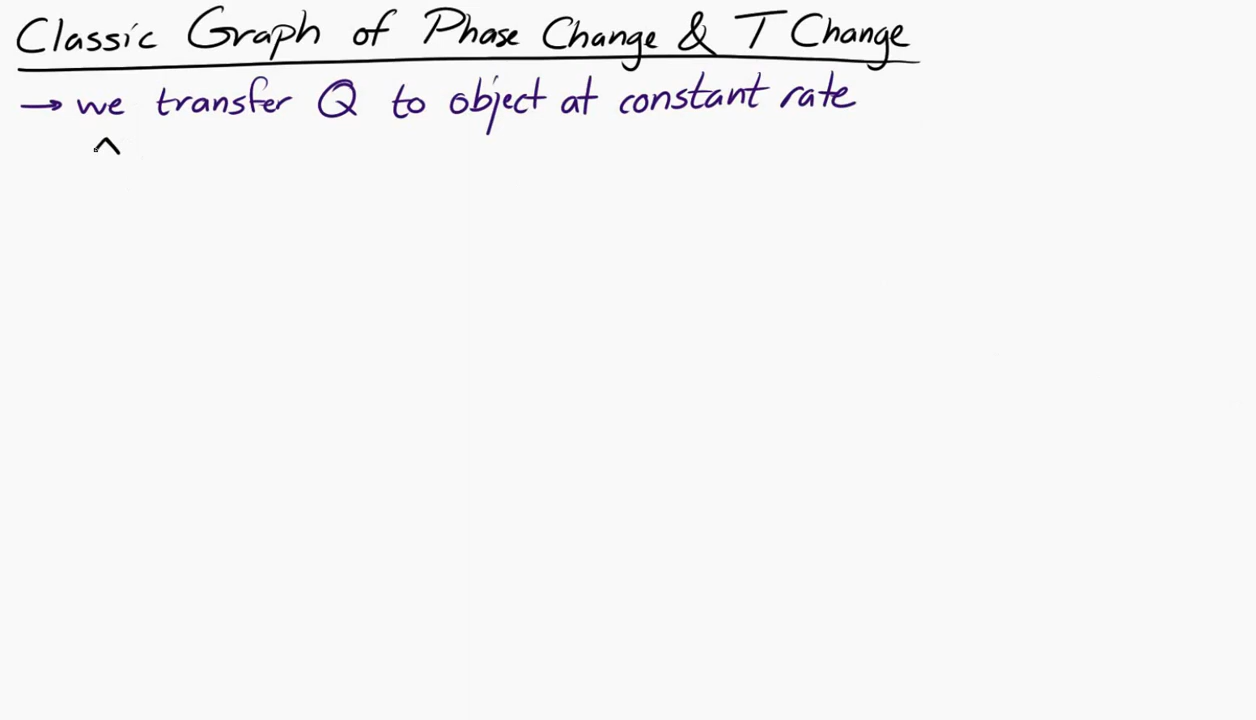 Classic Graph of Phase Change & T Change
→ we transfer Q to object at constant rate